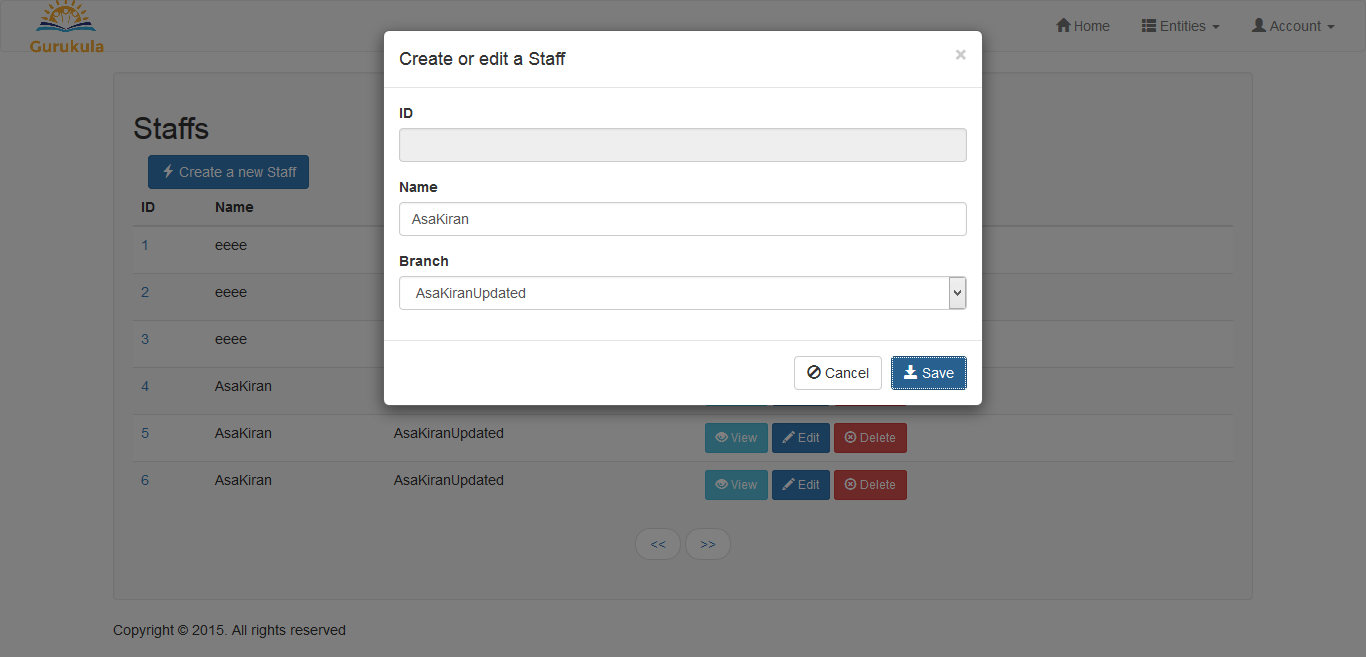 Gurukula
Home Entities Account
Create or edit a Staff ×
ID
Name
AsaKiran
Branch
AsaKiranUpdated
Cancel Save
Staffs
Create a new Staff
ID Name
1 eeee
2 eeee
3 eeee
4 AsaKiran
5 AsaKiran AsaKiranUpdated View Edit Delete
6 AsaKiran AsaKiranUpdated View Edit Delete
<< >>
Copyright © 2015. All rights reserved